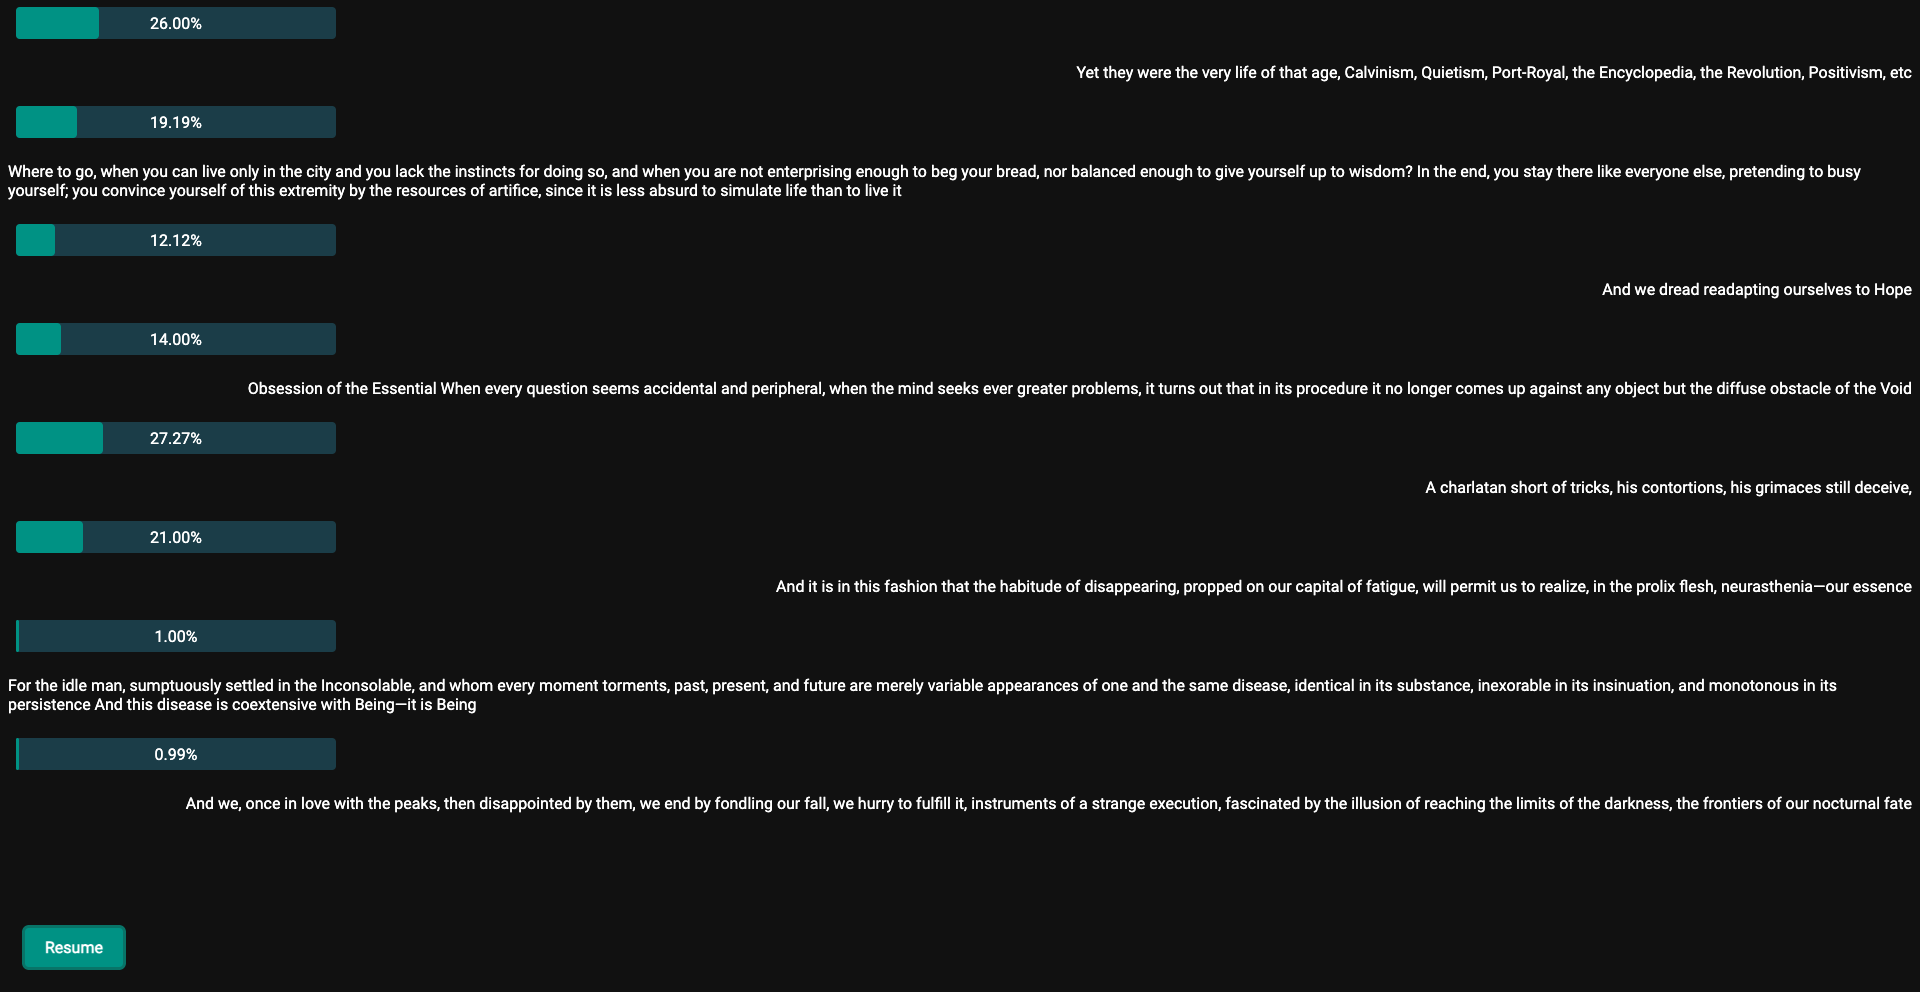 26.00%
Yet they were the very life of that age, Calvinism, Quietism, Port-Royal, the Encyclopedia, the Revolution, Positivism, etc
19.19%
Where to go, when you can live only in the city and you lack the instincts for doing so, and when you are not enterprising enough to beg your bread, nor balanced enough to give yourself up to wisdom? In the end, you stay there like everyone else, pretending to busy
yourself; you convince yourself of this extremity by the resources of artifice, since it is less absurd to simulate life than to live it
12.12%
And we dread readapting ourselves to Hope
14.00%
Obsession of the Essential When every question seems accidental and peripheral, when the mind seeks ever greater problems, it turns out that in its procedure it no longer comes up against any object but the diffuse obstacle of the Void
27.27%
A charlatan short of tricks, his contortions, his grimaces still deceive,
21.00%
And it is in this fashion that the habitude of disappearing, propped on our capital of fatigue, will permit us to realize, in the prolix flesh, neurasthenia—our essence
1.00%
For the idle man, sumptuously settled in the Inconsolable, and whom every moment torments, past, present, and future are merely variable appearances of one and the same disease, identical in its substance, inexorable in its insinuation, and monotonous in its
persistence And this disease is coextensive with Being—it is Being
0.99%
And we, once in love with the peaks, then disappointed by them, we end by fondling our fall, we hurry to fulfill it, instruments of a strange execution, fascinated by the illusion of reaching the limits of the darkness, the frontiers of our nocturnal fate
Resume